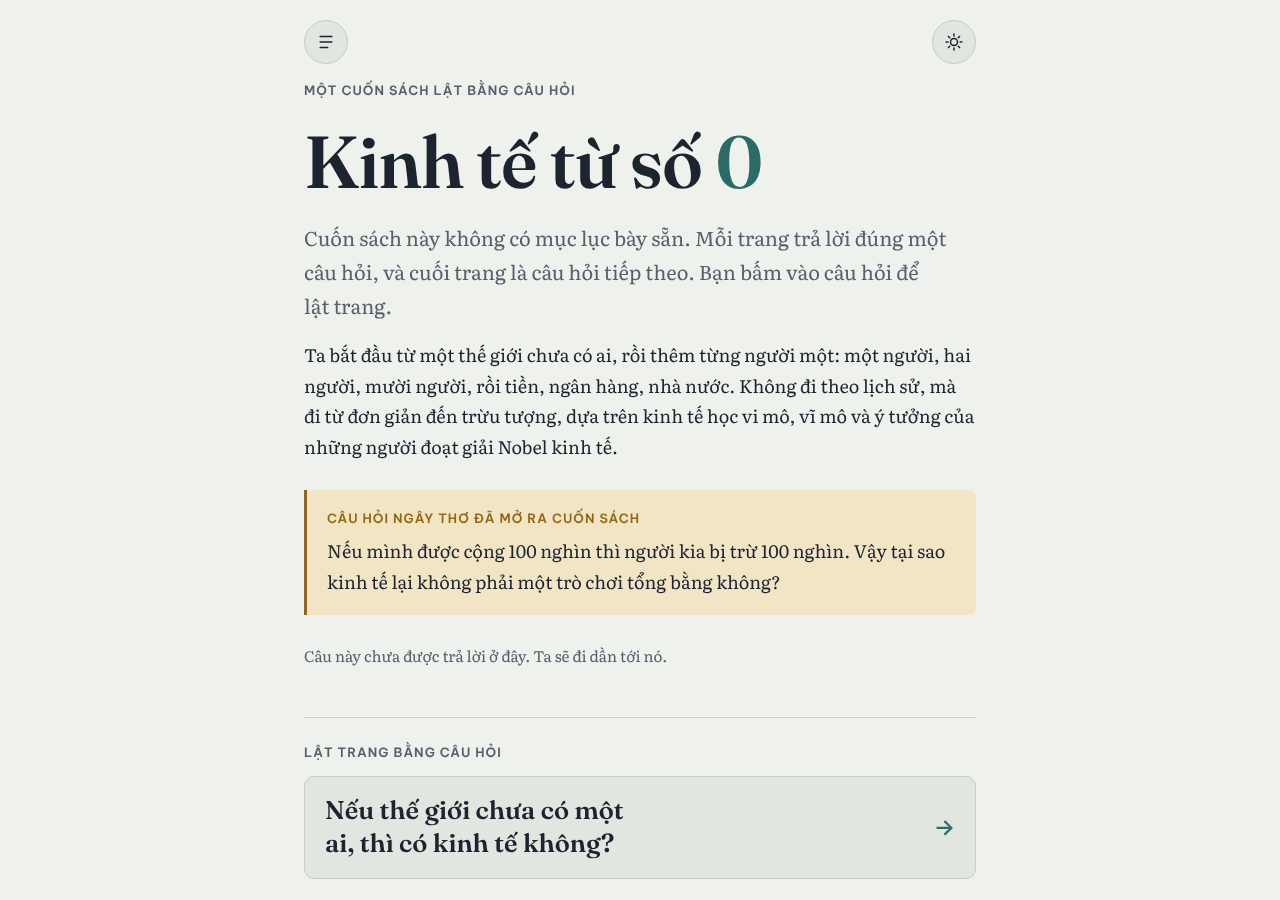 MỘT CUỐN SÁCH LẬT BẰNG CÂU HỎI
Kinh tế từ số 0
Cuốn sách này không có mục lục bày sẵn. Mỗi trang trả lời đúng một
câu hỏi, và cuối trang là câu hỏi tiếp theo. Bạn bấm vào câu hỏi để
lật trang.
Ta bắt đầu từ một thế giới chưa có ai, rồi thêm từng người một: một người, hai
người, mười người, rồi tiền, ngân hàng, nhà nước. Không đi theo lịch sử, mà
đi từ đơn giản đến trừu tượng, dựa trên kinh tế học vi mô, vĩ mô và ý tưởng của
những người đoạt giải Nobel kinh tế.
CÂU HỎI NGÂY THƠ ĐÃ MỞ RA CUỐN SÁCH
Nếu mình được cộng 100 nghìn thì người kia bị trừ 100 nghìn. Vậy tại sao
kinh tế lại không phải một trò chơi tổng bằng không?
Câu này chưa được trả lời ở đây. Ta sẽ đi dần tới nó.
LẬT TRANG BẰNG CÂU HỎI
Nếu thế giới chưa có một
ai, thì có kinh tế không?